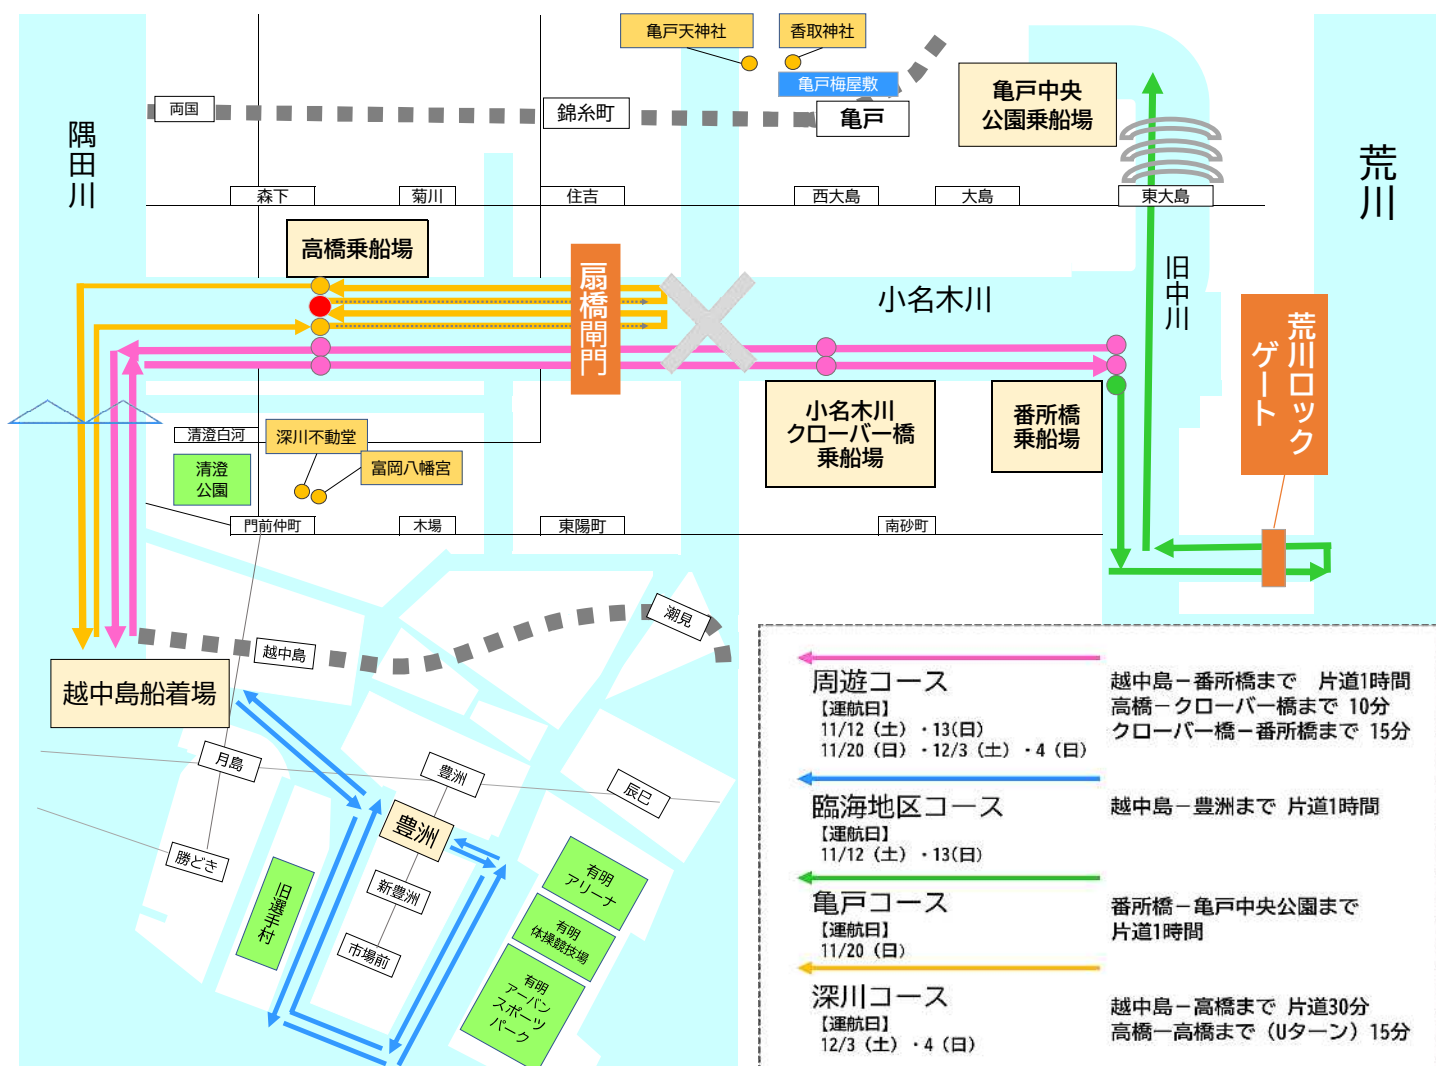 亀戸天神社
香取神社
亀戸梅屋敷
両国
錦糸町
亀戸
亀戸中央
公園乗船場
隅田川
荒川
森下
菊川
住吉
西大島
大島
東大島
高橋乗船場
扇橋閘門
小名木川
旧中川
荒川ロック
ゲート
小名木川
クローバー橋
乗船場
番所橋
乗船場
清澄白河
深川不動堂
富岡八幡宮
清澄
公園
門前仲町
木場
東陽町
南砂町
潮見
越中島
越中島船着場
月島
豊洲
辰巳
豊洲
勝どき
新豊洲
市場前
旧選手村
有明
アリーナ
有明
体操競技場
有明
アーバン
スポーツ
パーク
周遊コース
【運航日】
11/12（土）・13(日)
11/20（日）・12/3（土）・4（日）
越中島－番所橋まで　片道1時間
高橋－クローバー橋まで 10分
クローバー橋－番所橋まで 15分
臨海地区コース
【運航日】
11/12（土）・13(日)
越中島－豊洲まで 片道1時間
亀戸コース
【運航日】
11/20（日）
番所橋－亀戸中央公園まで
片道1時間
深川コース
【運航日】
12/3（土）・4（日）
越中島－高橋まで 片道30分
高橋―高橋まで（Uターン）15分